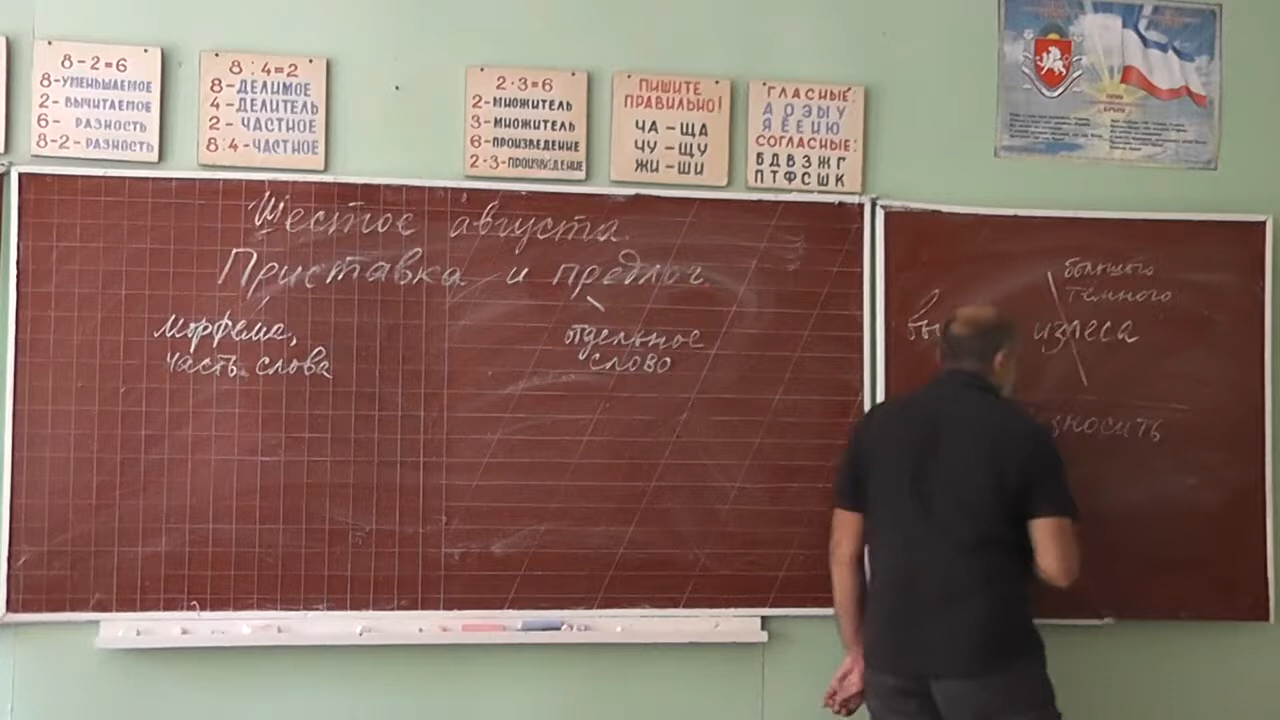 8-2=6
8-УМЕНЬШАЕМОЕ
2-ВЫЧИТАЕМОЕ
6- РАЗНОСТЬ
8-2-РАЗНОСТЬ
8:4=2
8-ДЕЛИМОЕ
4-ДЕЛИТЕЛЬ
2-ЧАСТНОЕ
8:4-ЧАСТНОЕ
2·3=6
2-МНОЖИТЕЛЬ
3-МНОЖИТЕЛЬ
6-ПРОИЗВЕДЕНИЕ
2·3-ПРОИЗВЕДЕНИЕ
ПИШИТЕ
ПРАВИЛЬНО!
ЧА-ЩА
ЧУ-ЩУ
ЖИ-ШИ
ГЛАСНЫЕ:
А О Э Ы У
Я Ё Е И Ю
СОГЛАСНЫЕ:
Б Д В З Ж Г
П Т Ф С Ш К
Шестое августа.
Приставка и предлог.
морфема,
часть слова
отдельное
слово
большого
тёмного
из леса